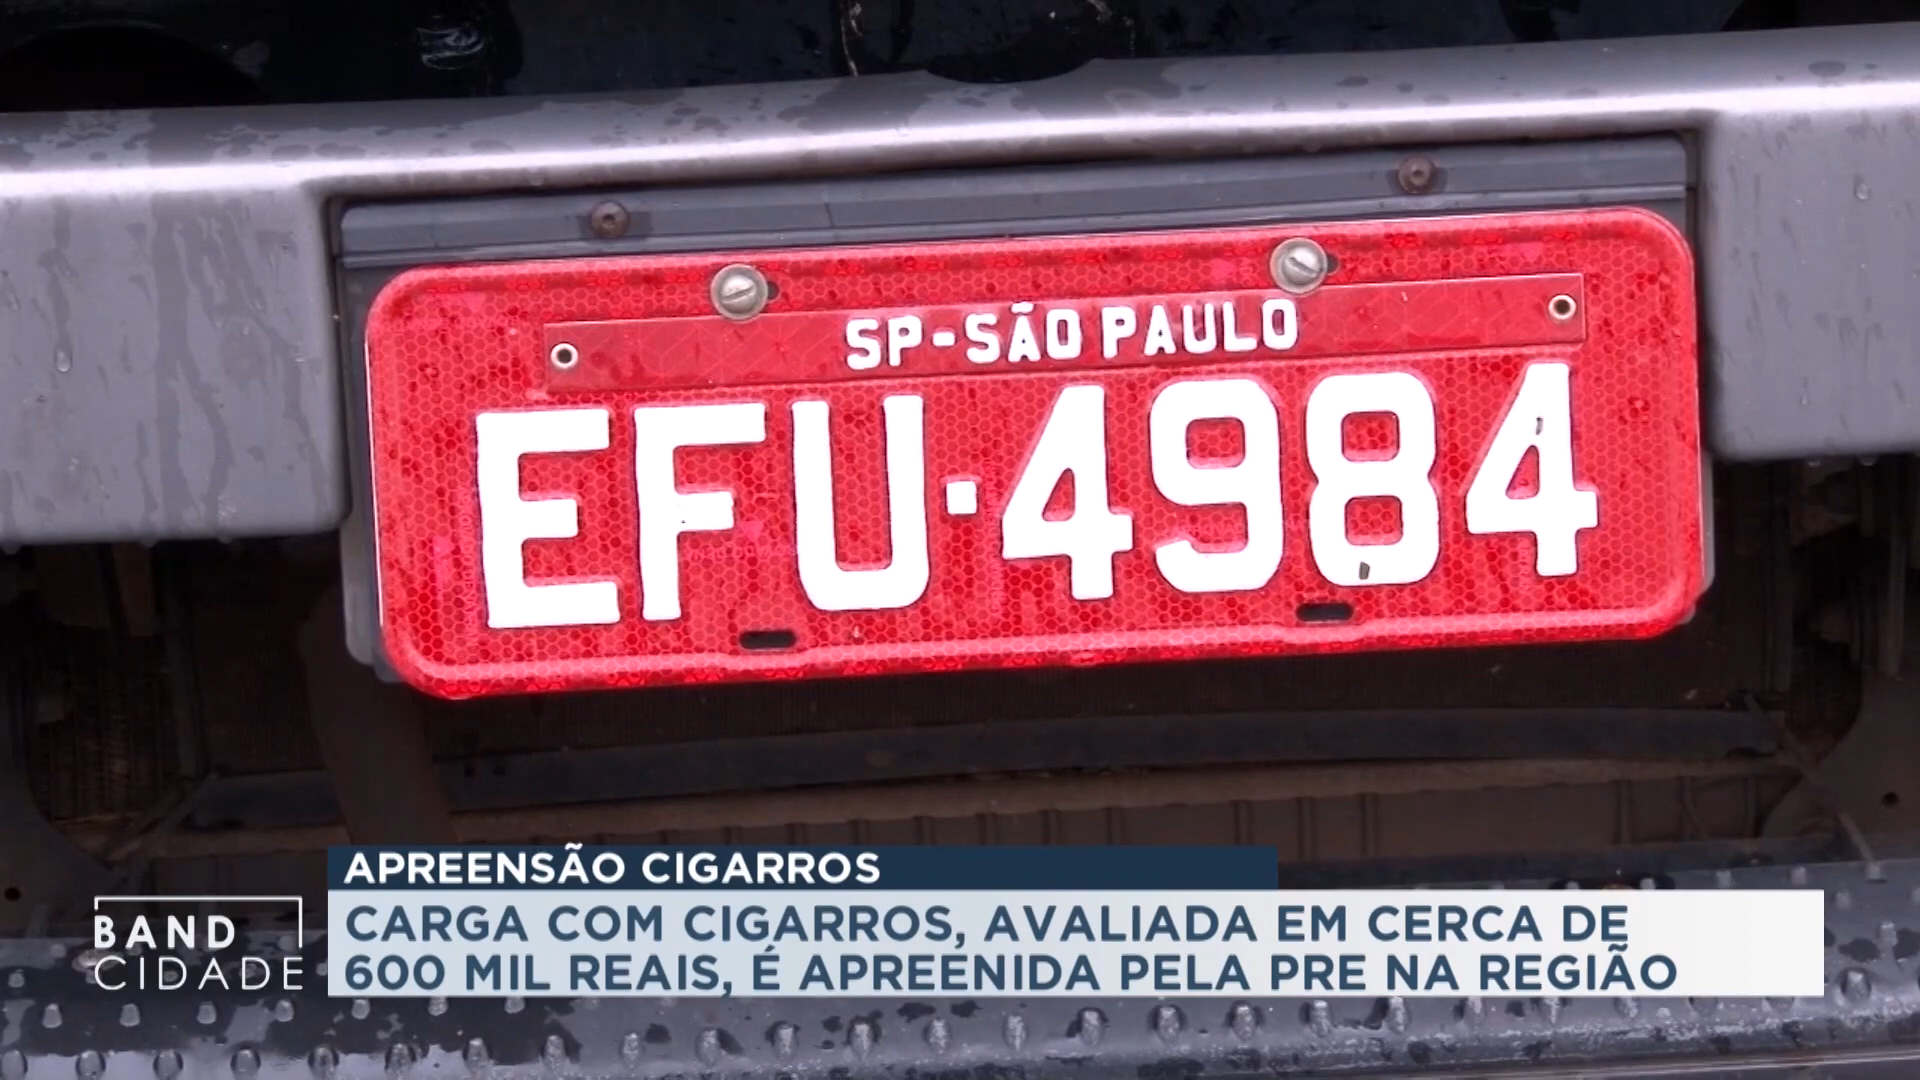 SP-SÃO PAULO
EFU·4984
APREENSÃO CIGARROS
BAND
CIDADE
CARGA COM CIGARROS, AVALIADA EM CERCA DE
600 MIL REAIS, É APREENIDA PELA PRE NA REGIÃO